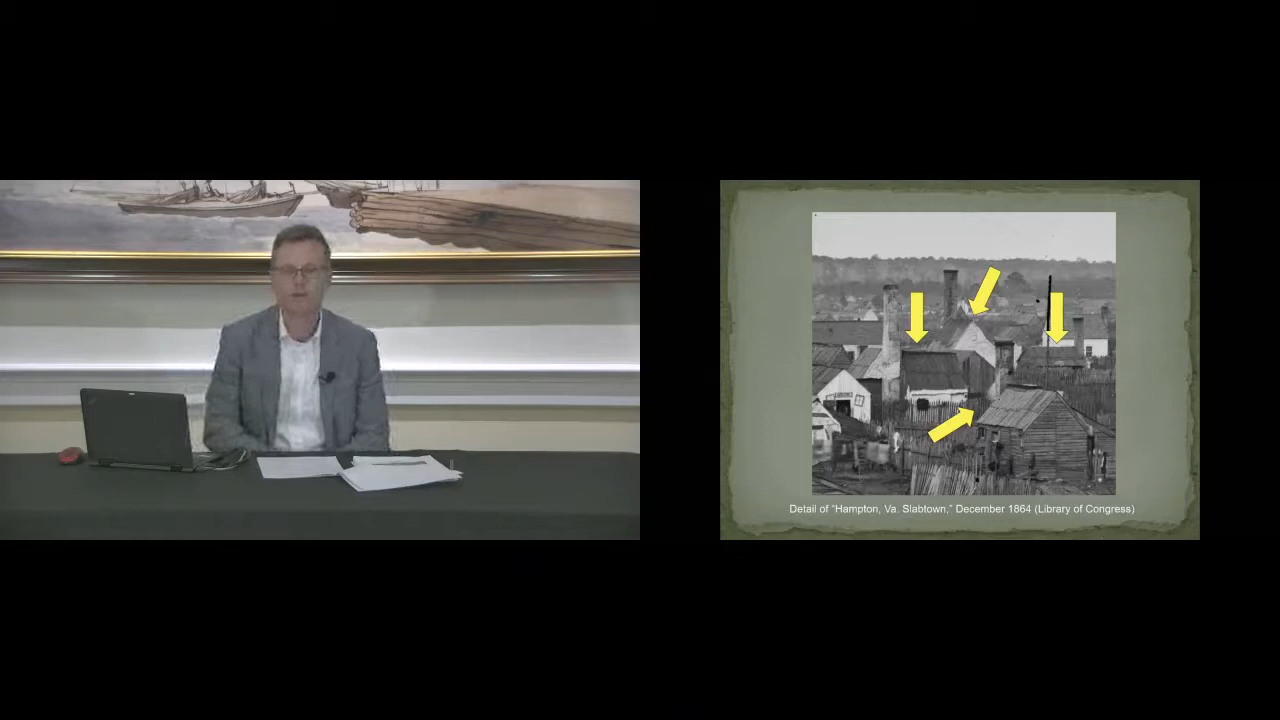 Detail of "Hampton, Va. Slabtown," December 1864 (Library of Congress)